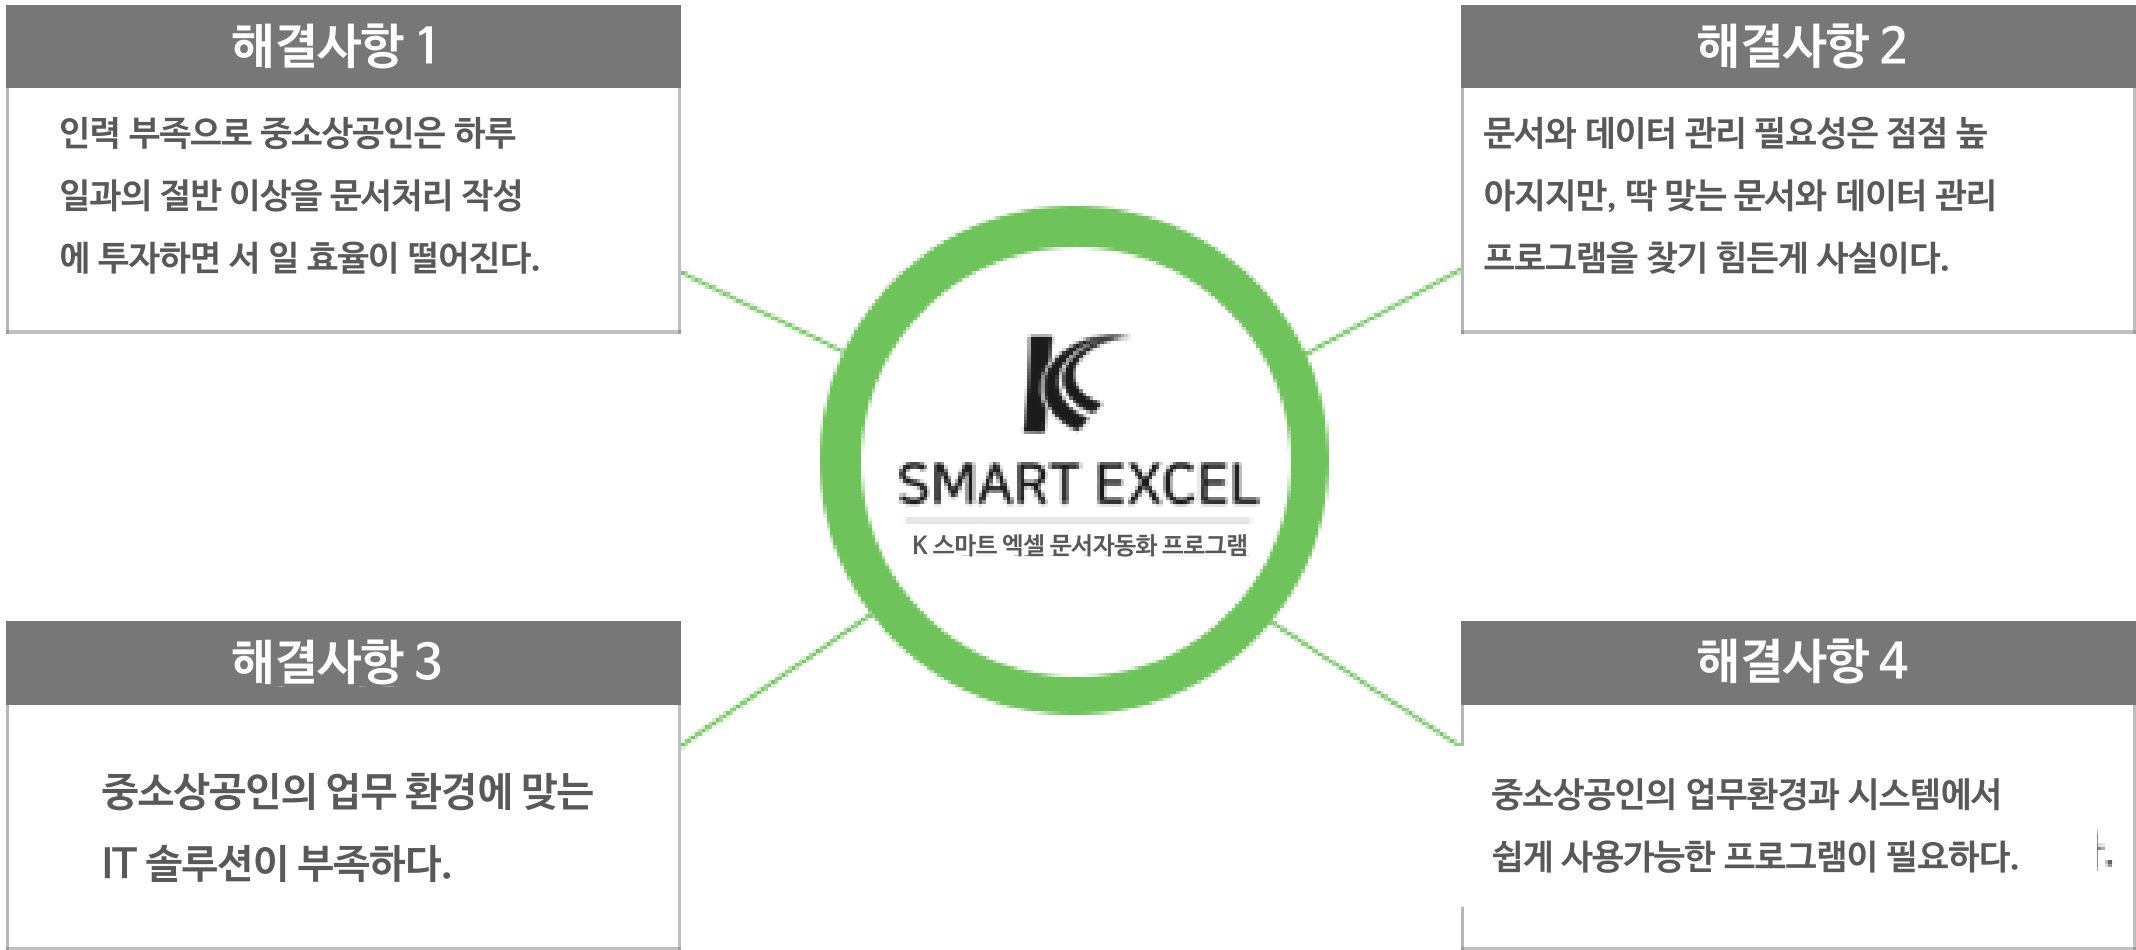 해결사항 1
인력 부족으로 중소상공인은 하루
일과의 절반 이상을 문서처리 작성
에 투자하면 서 일 효율이 떨어진다.
해결사항 2
문서와 데이터 관리 필요성은 점점 높
아지지만, 딱 맞는 문서와 데이터 관리
프로그램을 찾기 힘든게 사실이다.
K
SMART EXCEL
K 스마트 엑셀 문서자동화 프로그램
해결사항 3
중소상공인의 업무 환경에 맞는
IT 솔루션이 부족하다.
해결사항 4
중소상공인의 업무환경과 시스템에서
쉽게 사용가능한 프로그램이 필요하다.